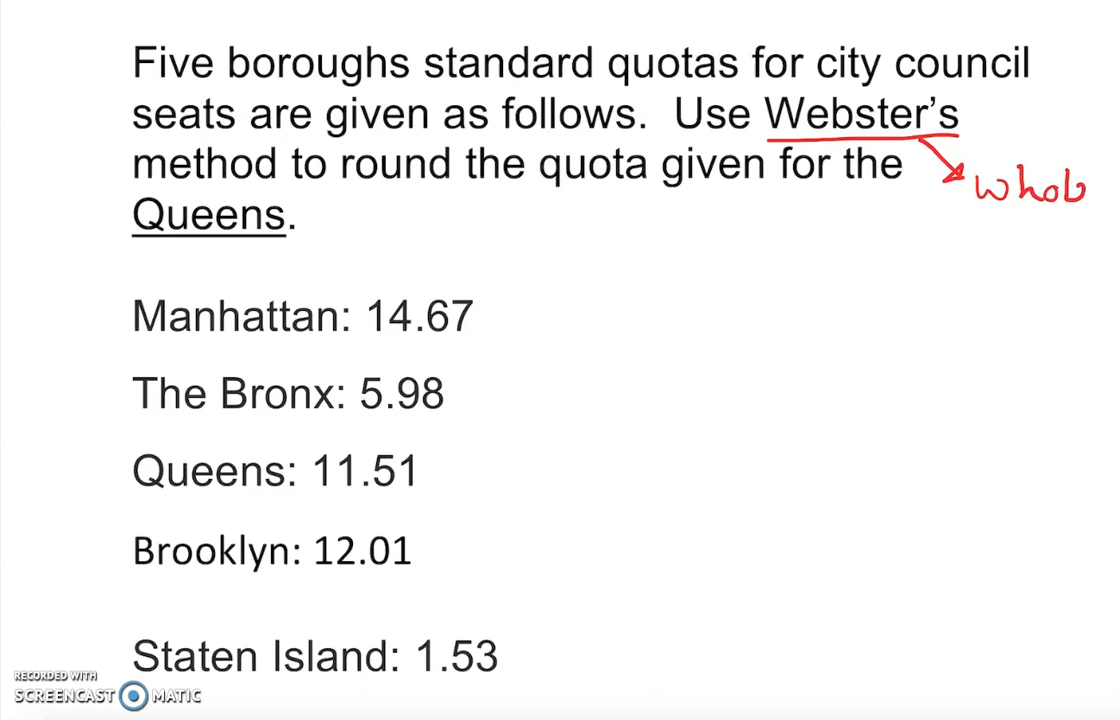 Five boroughs standard quotas for city council
seats are given as follows.  Use Webster's
method to round the quota given for the
Queens.
Manhattan: 14.67
The Bronx: 5.98
Queens: 11.51
Brooklyn: 12.01
Staten Island: 1.53
RECORDED WITH
SCREENCAST MATIC